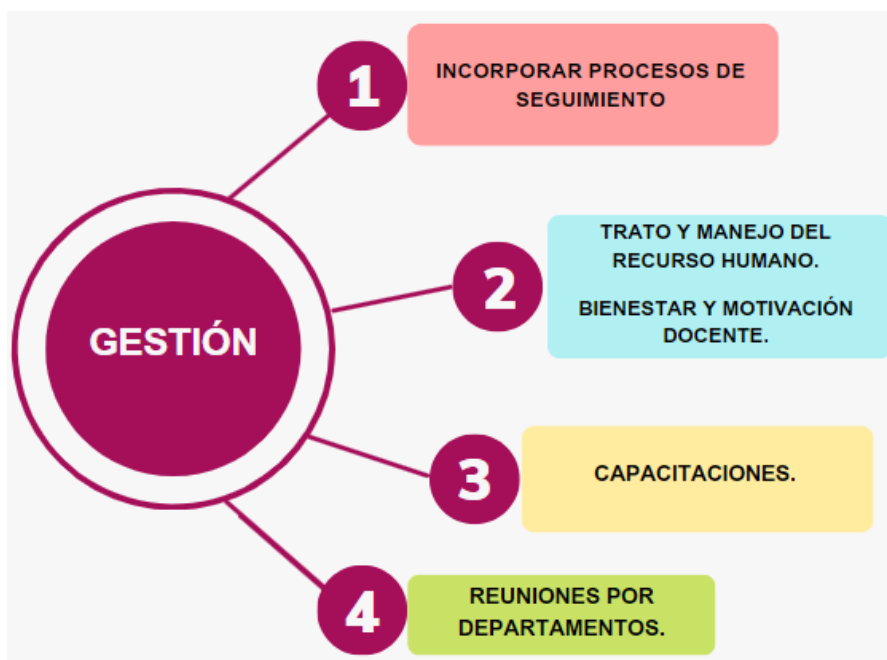 GESTIÓN
1
INCORPORAR PROCESOS DE
SEGUIMIENTO
2
TRATO Y MANEJO DEL
RECURSO HUMANO.
BIENESTAR Y MOTIVACIÓN
DOCENTE.
3
CAPACITACIONES.
4
REUNIONES POR
DEPARTAMENTOS.